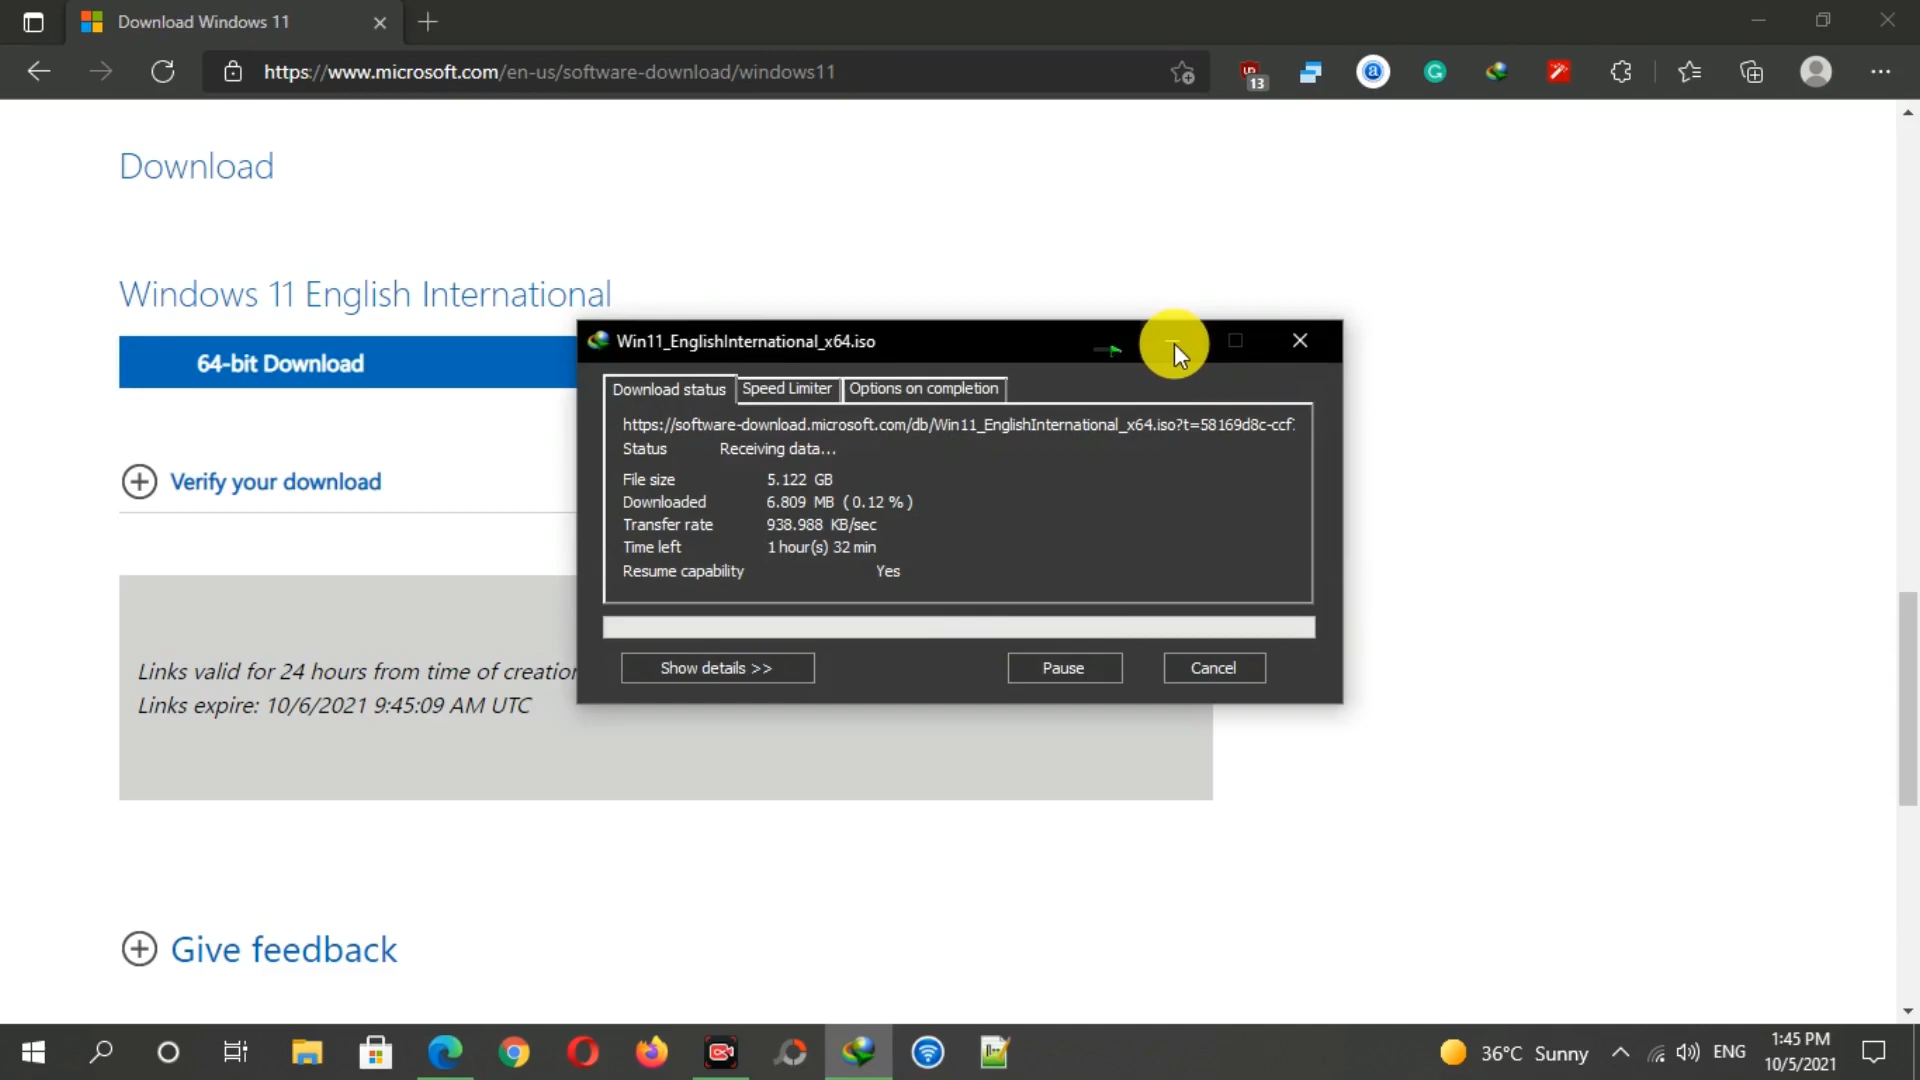 Download Windows 11
https://www.microsoft.com/en-us/software-download/windows11
13
Download
Windows 11 English International
64-bit Download
Verify your download
Links valid for 24 hours from time of creation
Links expire: 10/6/2021 9:45:09 AM UTC
Give feedback
Win11_EnglishInternational_x64.iso
Download status
Speed Limiter
Options on completion
https://software-download.microsoft.com/db/Win11_EnglishInternational_x64.iso?t=58169d8c-ccf
Status Receiving data...
File size 5.122 GB
Downloaded 6.809 MB ( 0.12 % )
Transfer rate 938.988 KB/sec
Time left 1 hour(s) 32 min
Resume capability Yes
Show details >>
Pause
Cancel
36°C Sunny
ENG
1:45 PM
10/5/2021